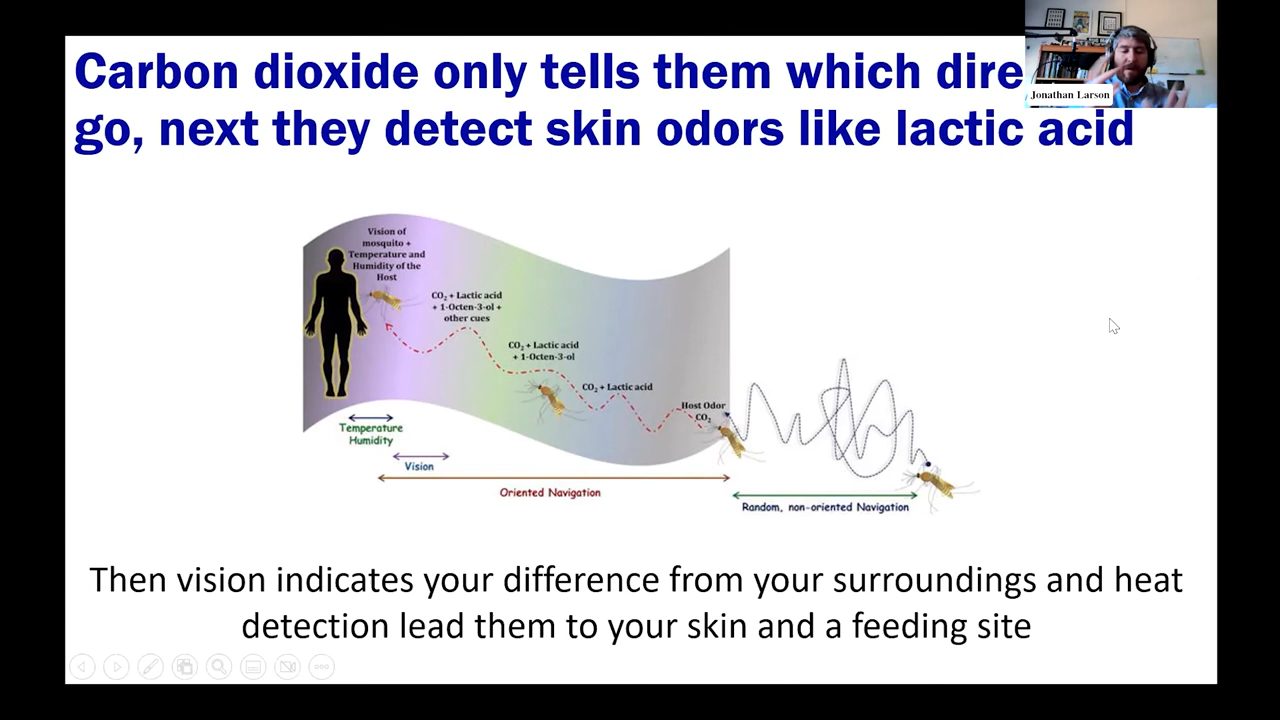 Carbon dioxide only tells them which dire
go, next they detect skin odors like lactic acid
Jonathan Larson
Vision of
mosquito +
Temperature and
Humidity of the
Host
CO₂ + Lactic acid
+ 1-Octen-3-ol +
other cues
CO₂ + Lactic acid
+ 1-Octen-3-ol
CO₂ + Lactic acid
Host Odor
CO₂
Temperature
Humidity
Vision
Oriented Navigation
Random, non-oriented Navigation
Then vision indicates your difference from your surroundings and heat
detection lead them to your skin and a feeding site